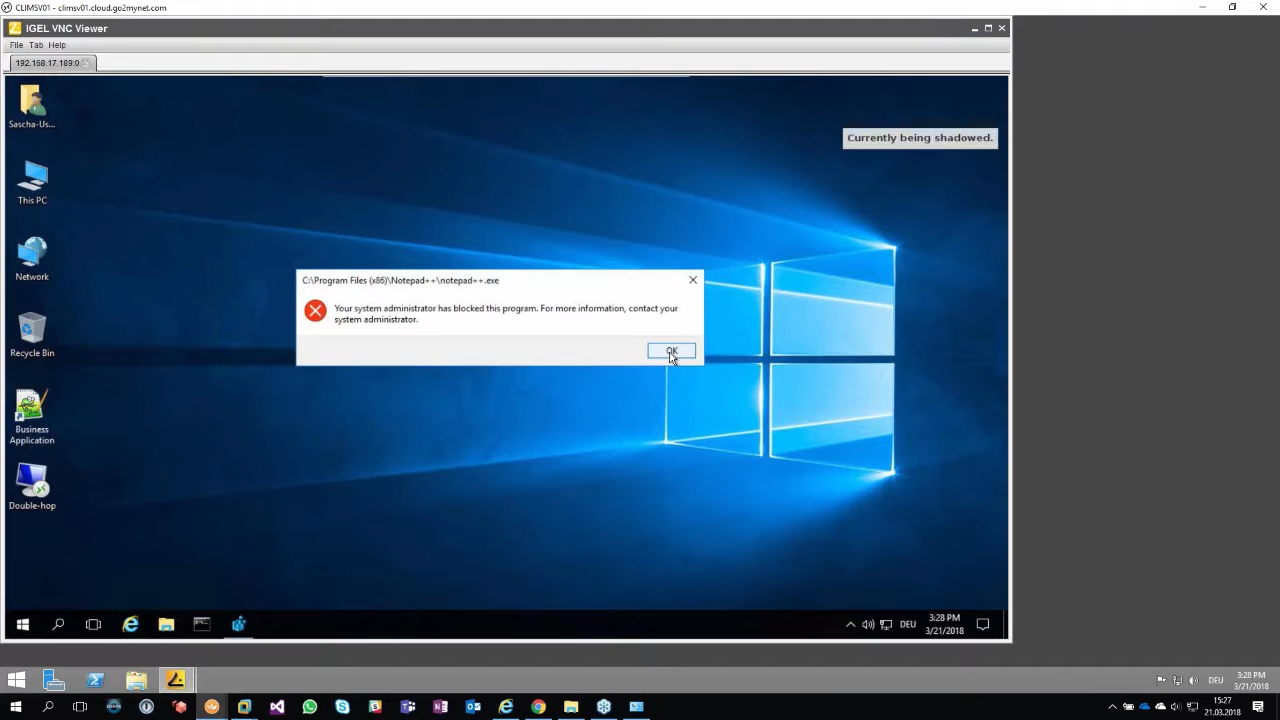 CLIMSV01 - climsv01.cloud.go2mynet.com
IGEL VNC Viewer
File Tab Help
192.168.17.189:0
Sascha-Us...
Currently being shadowed.
This PC
Network
C:\Program Files (x86)\Notepad++\notepad++.exe
Your system administrator has blocked this program. For more information, contact your
system administrator.
OK
Recycle Bin
Business
Application
Double-hop
DEU
3:28 PM
3/21/2018
DEU
3:28 PM
3/21/2018
15:27
21.03.2018